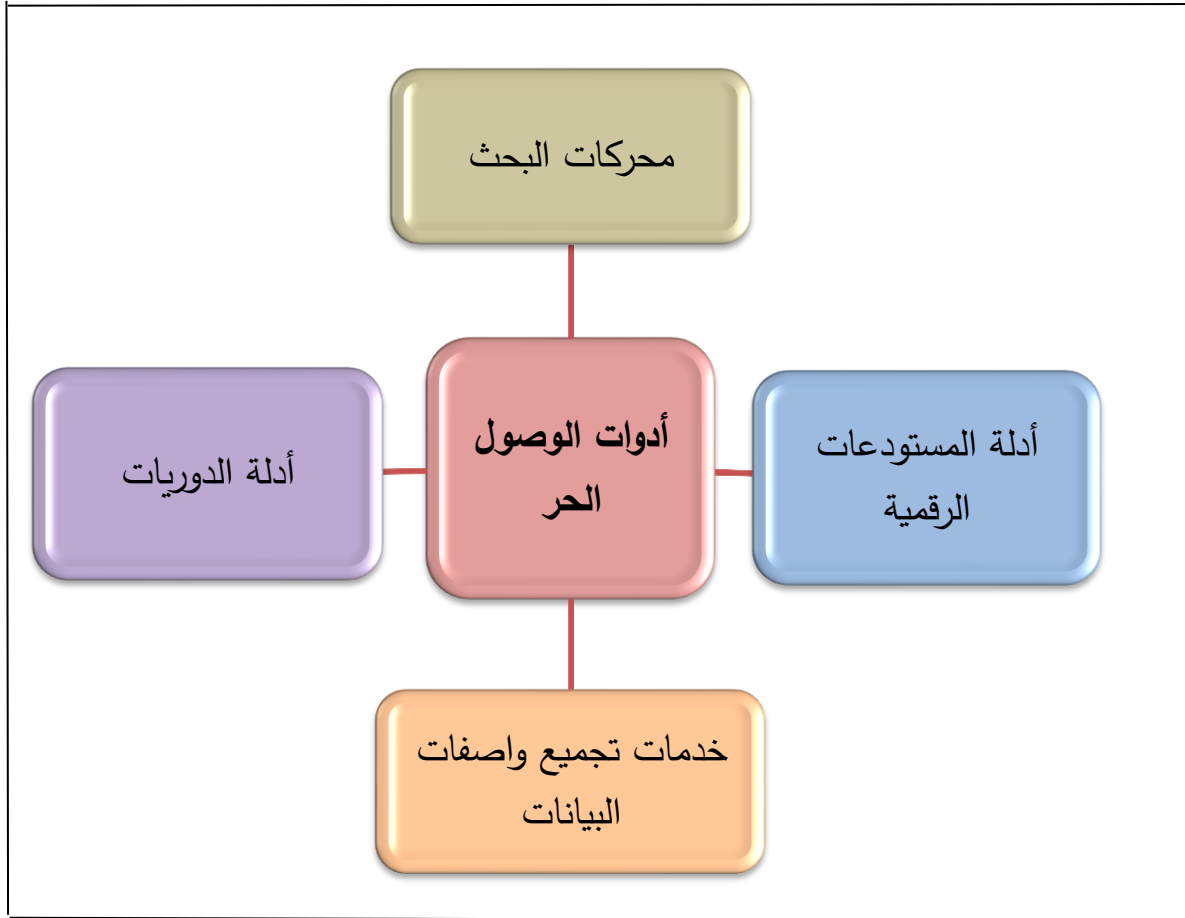 محركات البحث
أدلة المستودعات
الرقمية
أدوات الوصول
الحر
أدلة الدوريات
خدمات تجميع واصفات
البيانات